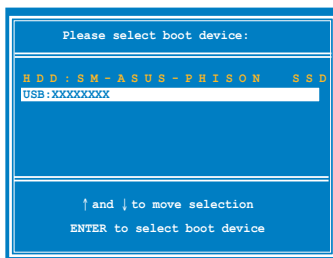 Please select boot device:
HDD:SM-ASUS-PHISON SSD
USB:XXXXXXXX
↑ and ↓ to move selection
ENTER to select boot device